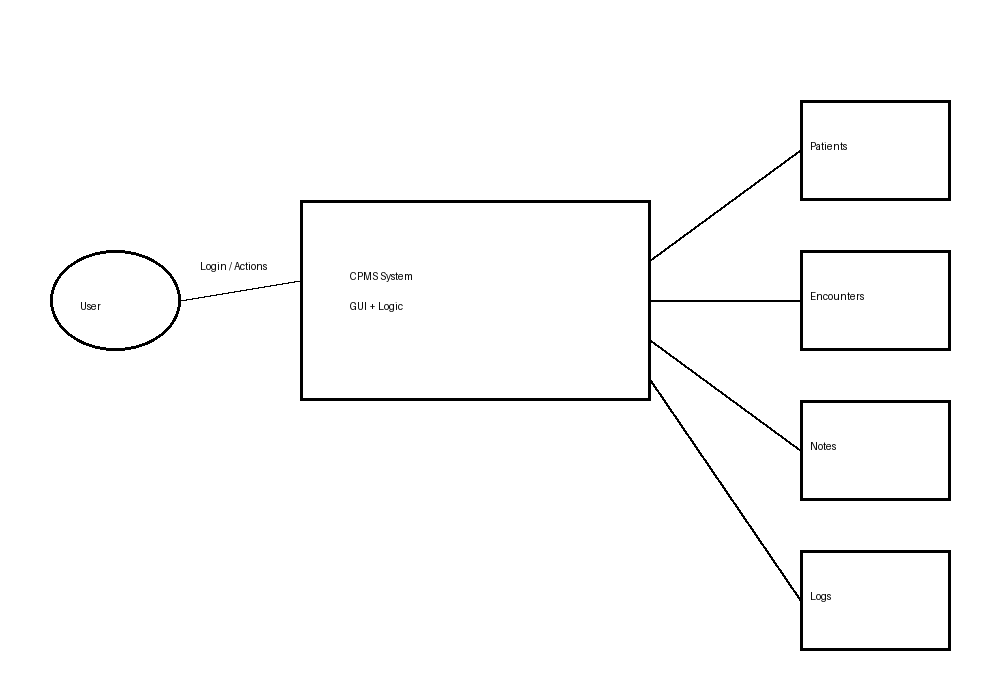 User
Login / Actions
CPMS System
GUI + Logic
Patients
Encounters
Notes
Logs